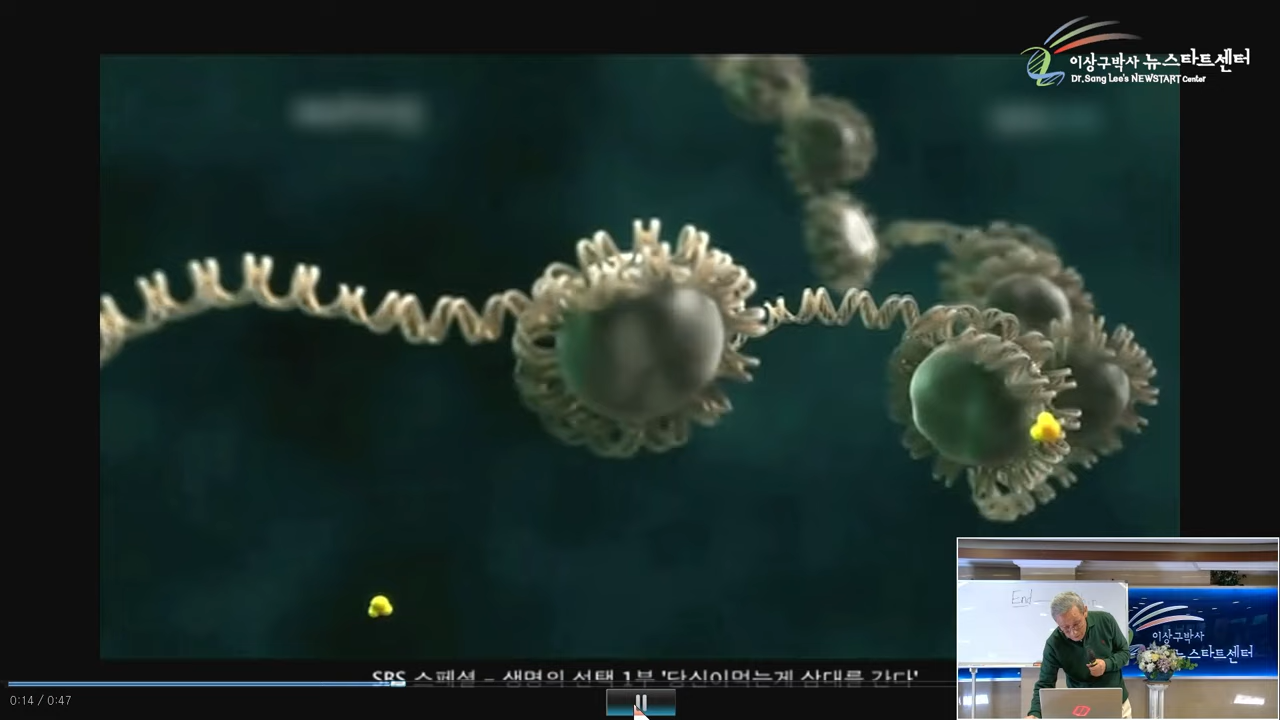 이상구박사 뉴스타트센터
Dr. Sang Lee's NEWSTART Center
End
이상구박사
뉴스타트센터
SBS 스페셜 - 생명의 선택 1부 '당신이먹는게 삼대를 간다'
0:14 / 0:47